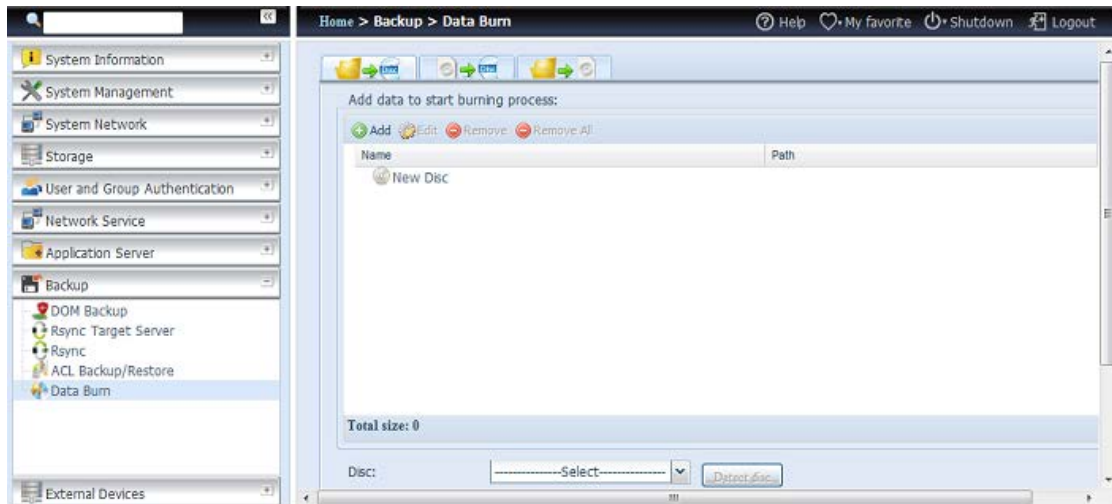 Home > Backup > Data Burn
Help My favorite Shutdown Logout
System Information
System Management
System Network
Storage
User and Group Authentication
Network Service
Application Server
Backup
DOM Backup
Rsync Target Server
Rsync
ACL Backup/Restore
Data Burn
External Devices
Add data to start burning process:
Add Edit Remove Remove All
Name Path
New Disc
Total size: 0
Disc: --------------Select-------------- Detect disc